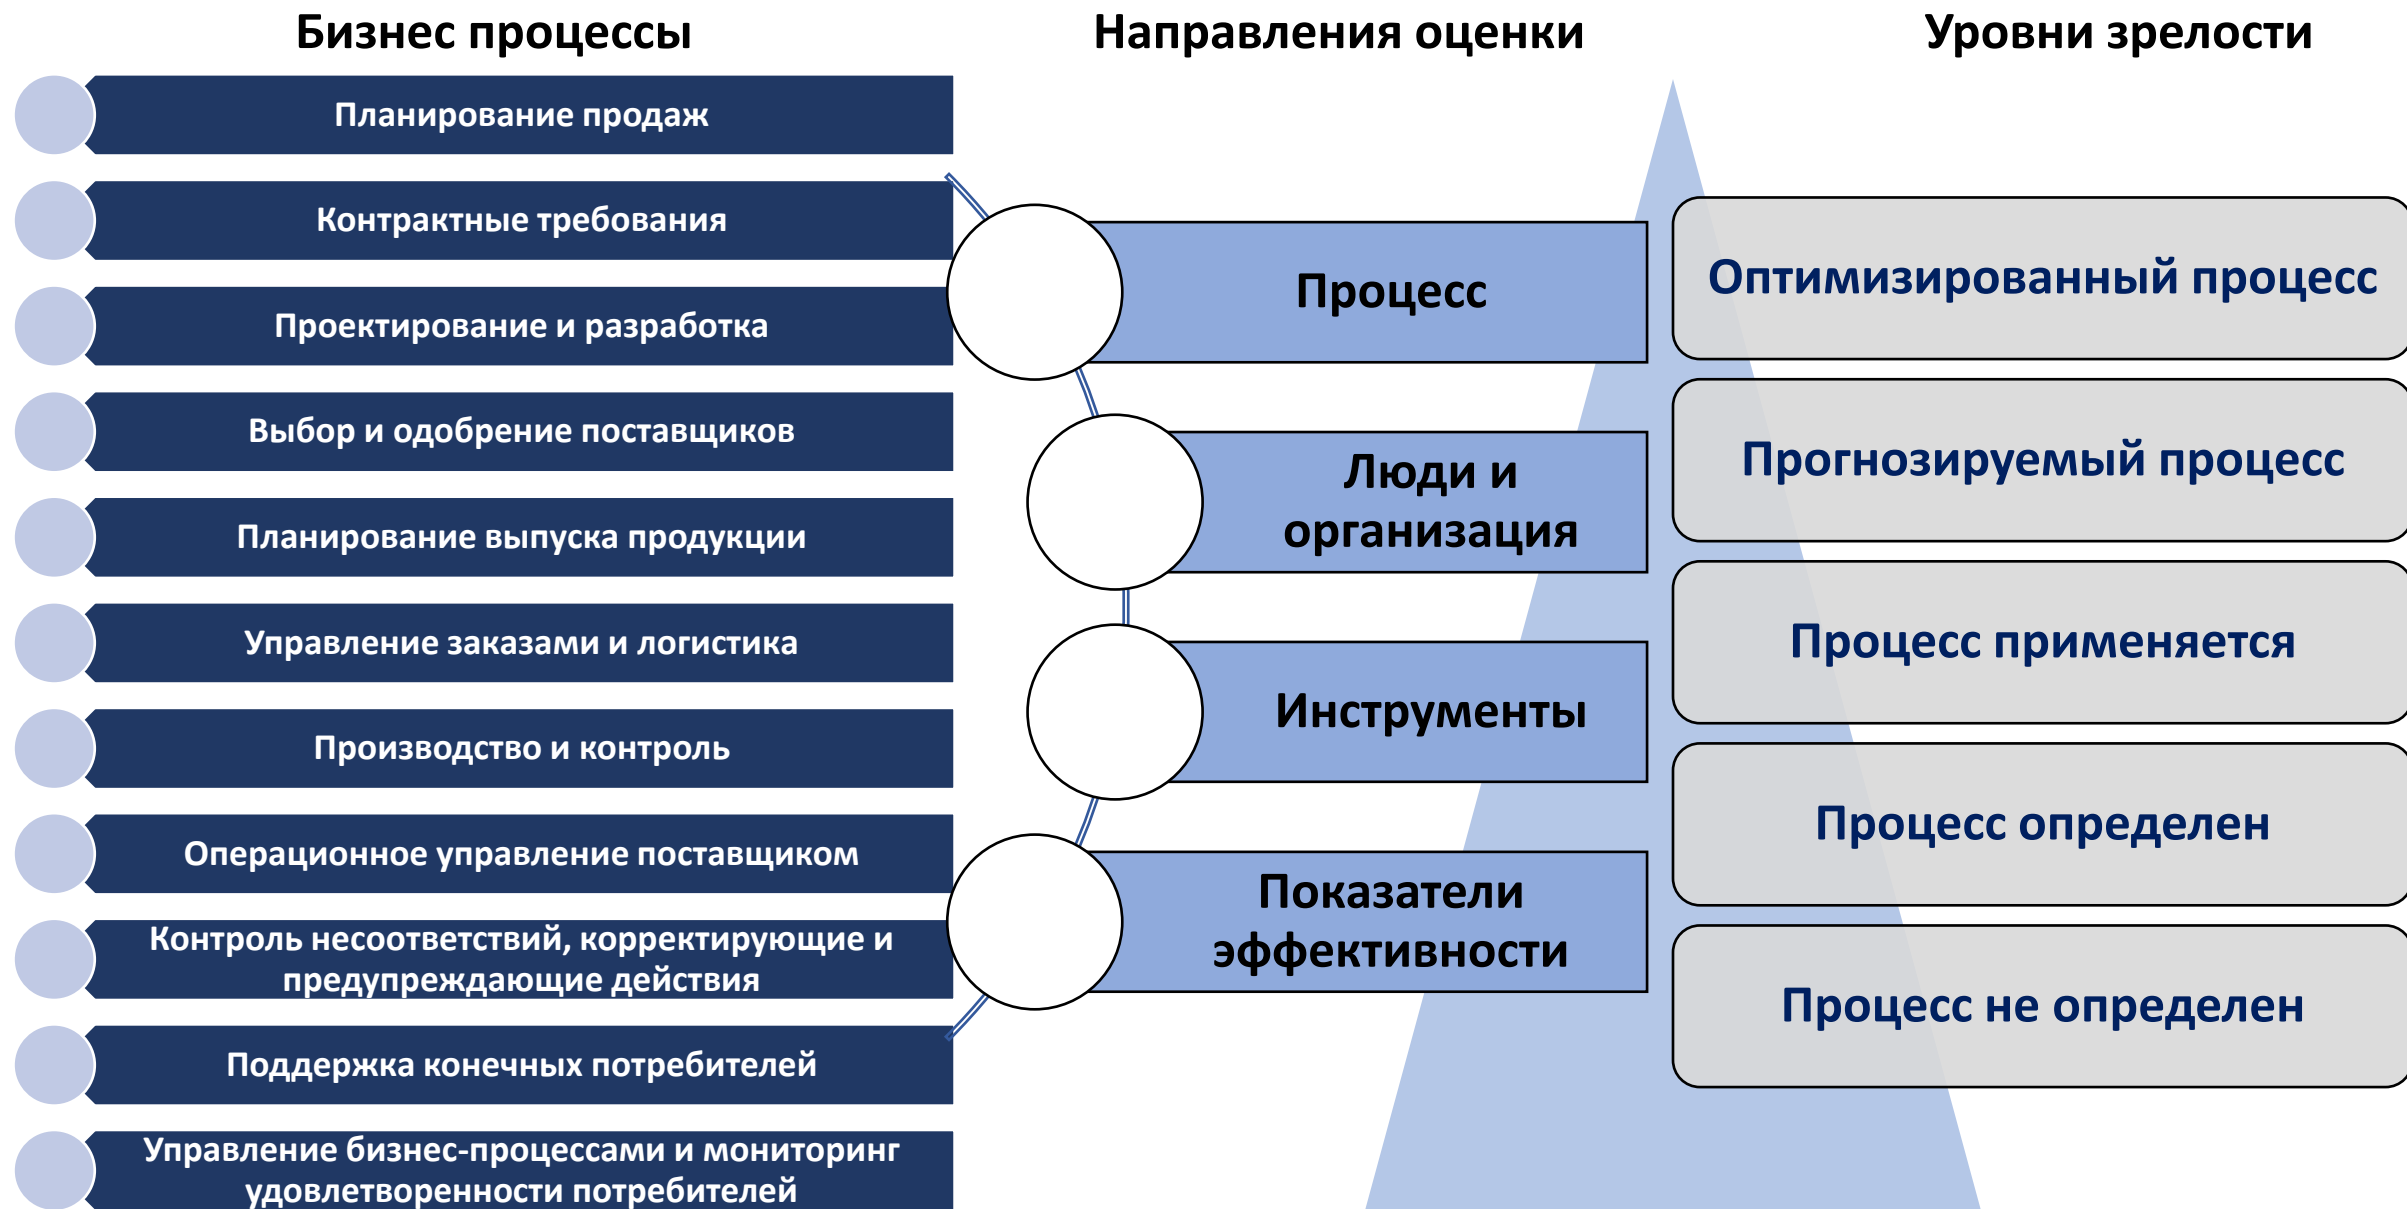 Бизнес процессы
Планирование продаж
Контрактные требования
Проектирование и разработка
Выбор и одобрение поставщиков
Планирование выпуска продукции
Управление заказами и логистика
Производство и контроль
Операционное управление поставщиком
Контроль несоответствий, корректирующие и
предупреждающие действия
Поддержка конечных потребителей
Управление бизнес-процессами и мониторинг
удовлетворенности потребителей
Направления оценки
Процесс
Люди и
организация
Инструменты
Показатели
эффективности
Уровни зрелости
Оптимизированный процесс
Прогнозируемый процесс
Процесс применяется
Процесс определен
Процесс не определен